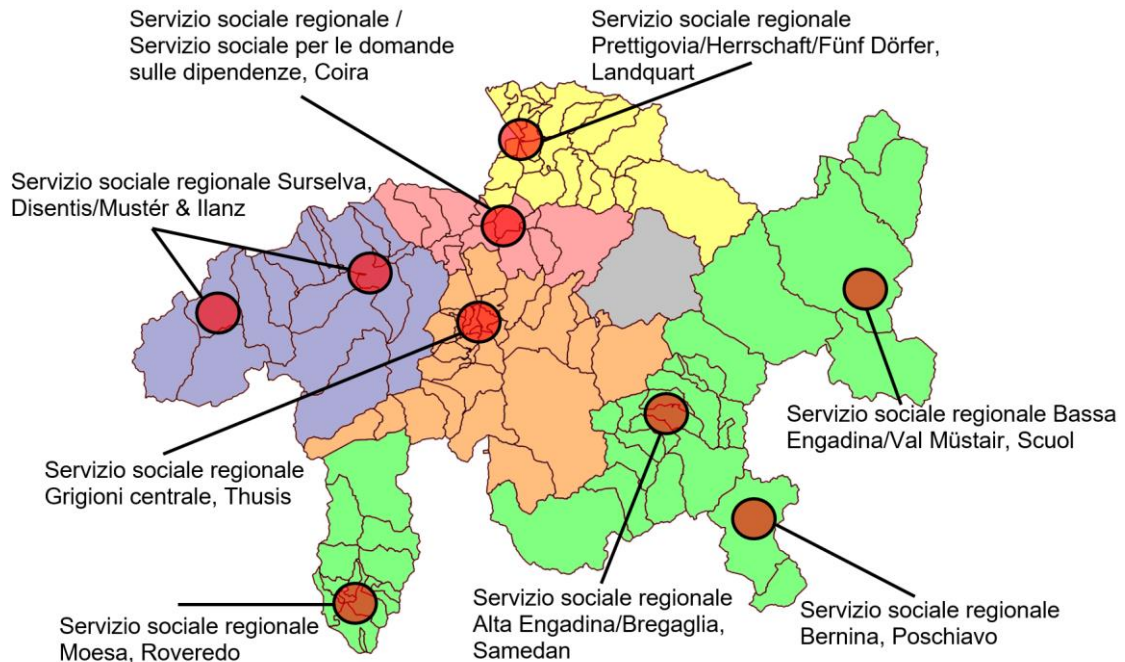 Servizio sociale regionale /
Servizio sociale per le domande
sulle dipendenze, Coira
Servizio sociale regionale
Prettigovia/Herrschaft/Fünf Dörfer,
Landquart
Servizio sociale regionale Surselva,
Disentis/Mustér & Ilanz
Servizio sociale regionale Bassa
Engadina/Val Müstair, Scuol
Servizio sociale regionale
Grigioni centrale, Thusis
Servizio sociale regionale
Alta Engadina/Bregaglia,
Samedan
Servizio sociale regionale
Bernina, Poschiavo
Servizio sociale regionale
Moesa, Roveredo